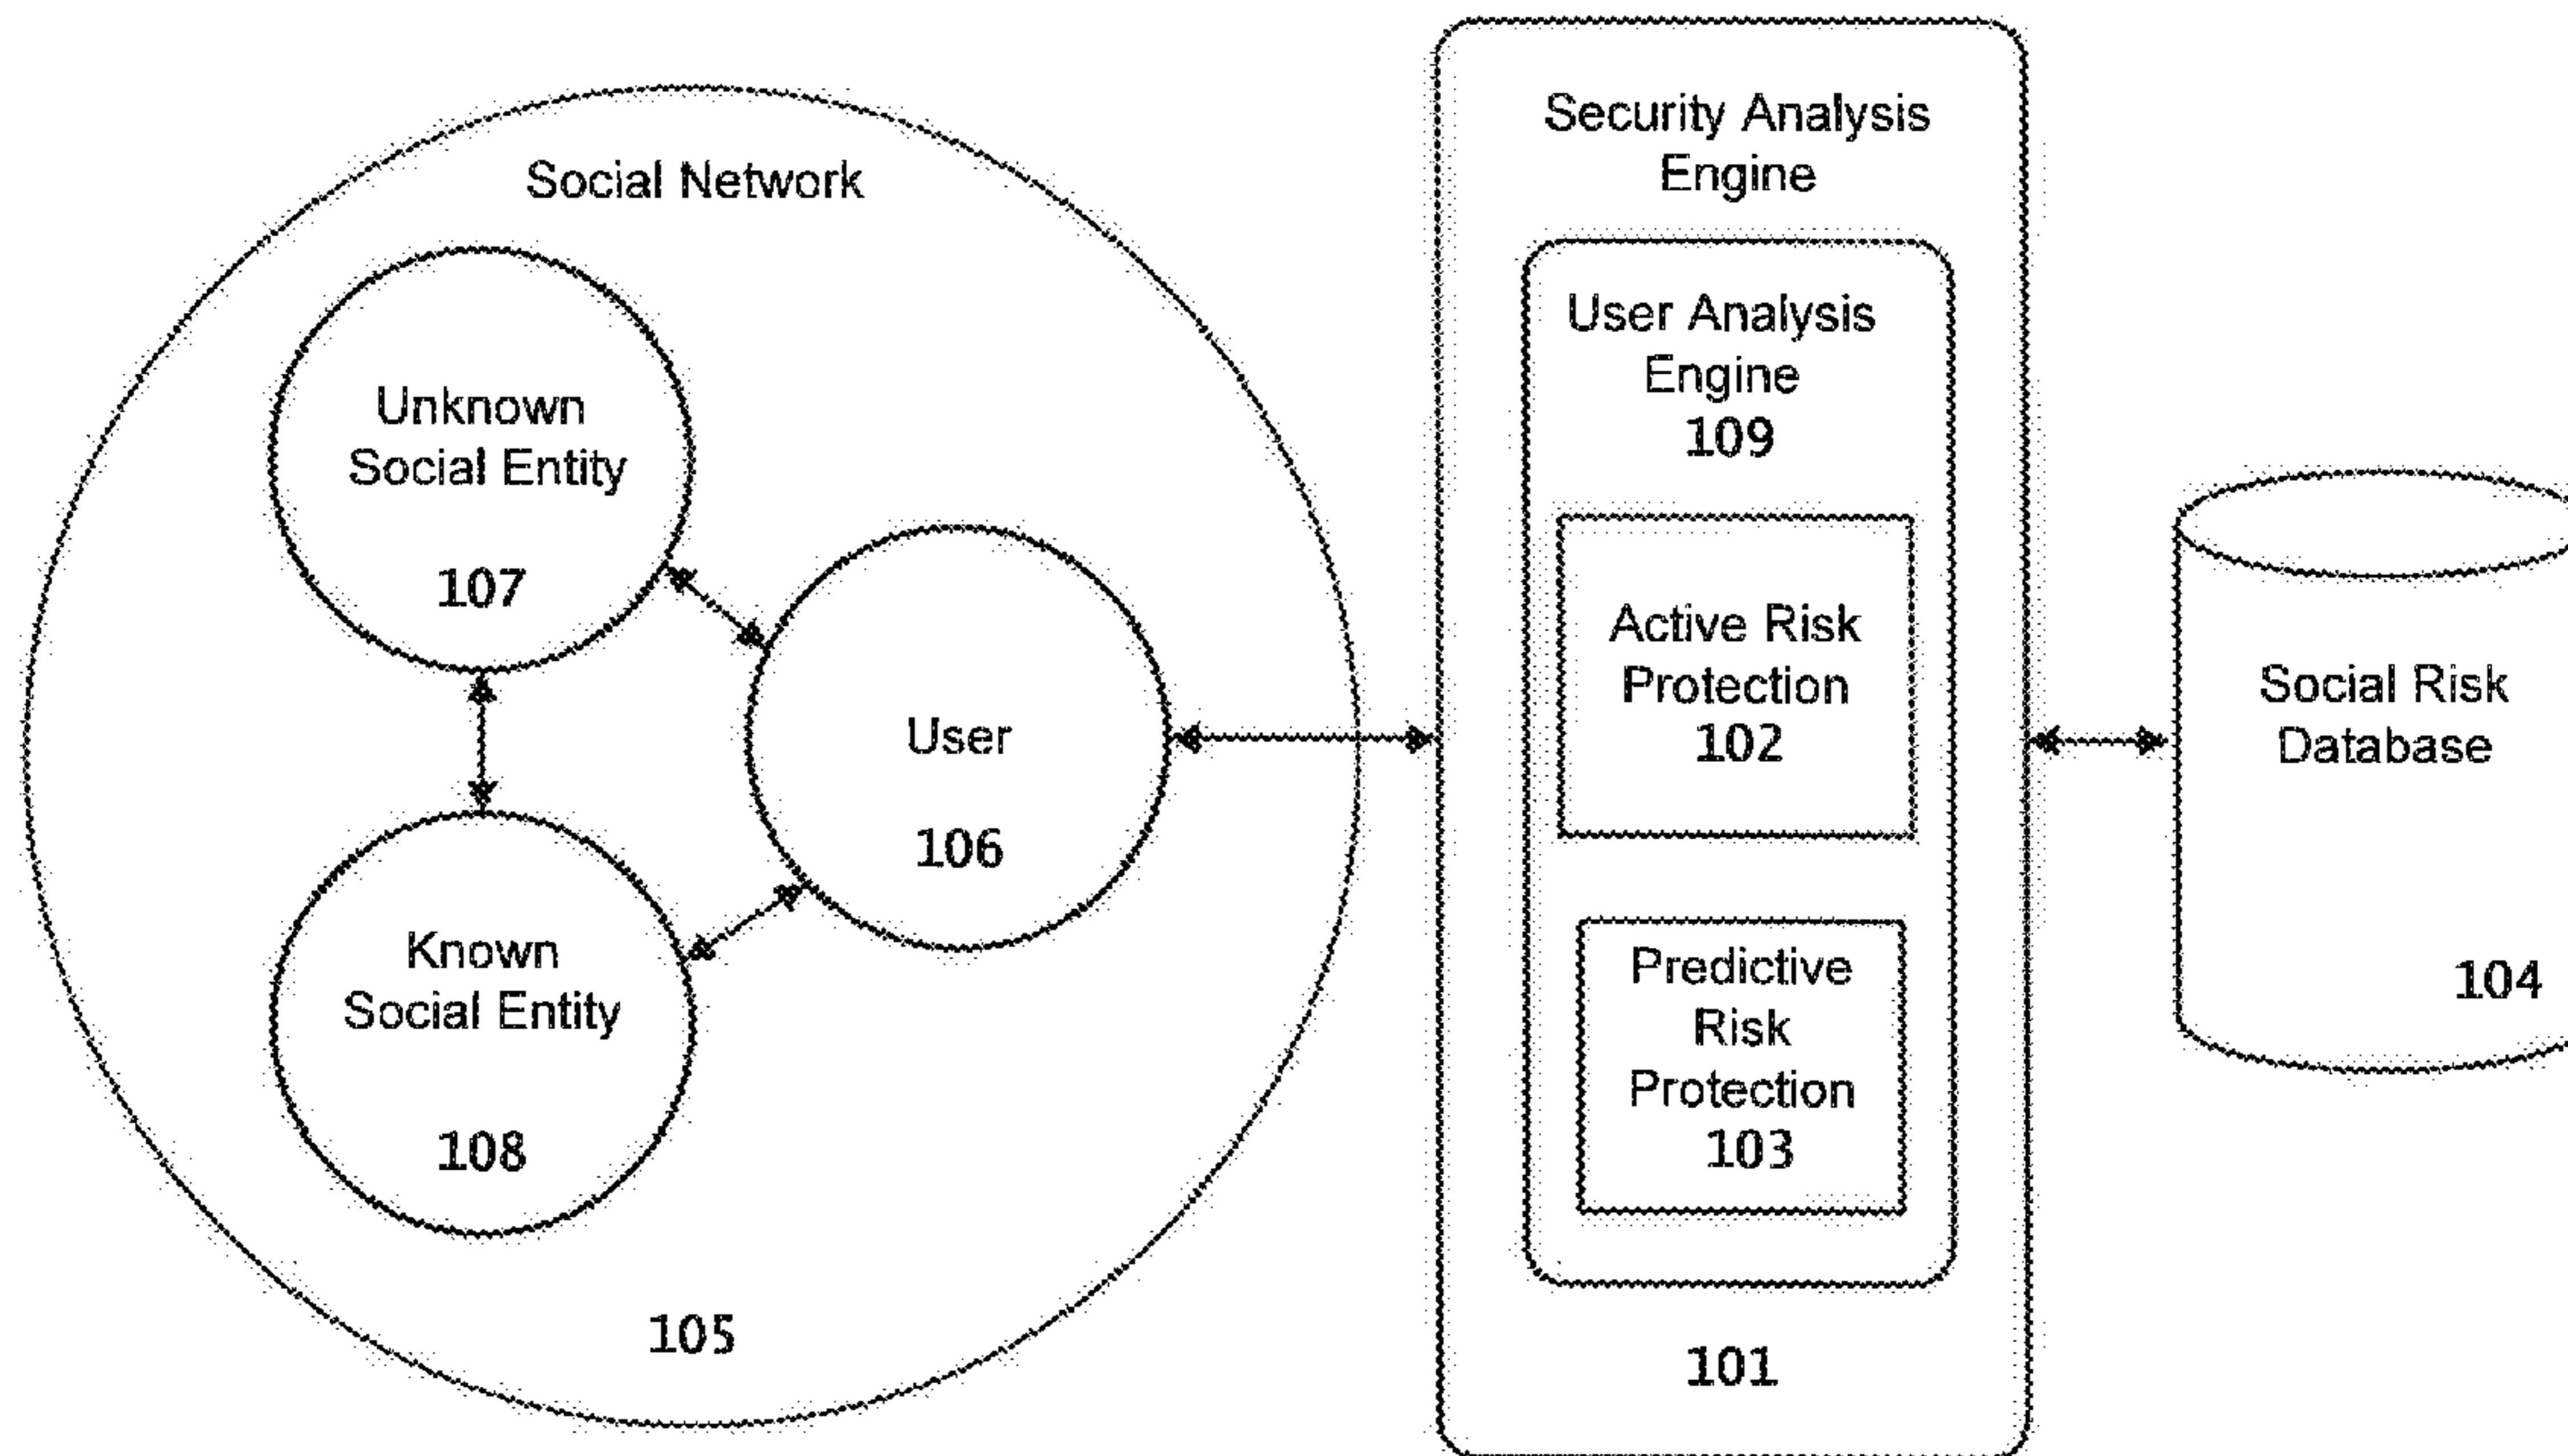 Social Network
Unknown
Social Entity
107
User
106
Known
Social Entity
108
105
Security Analysis
Engine
User Analysis
Engine
109
Active Risk
Protection
102
Predictive
Risk
Protection
103
101
Social Risk
Database
104